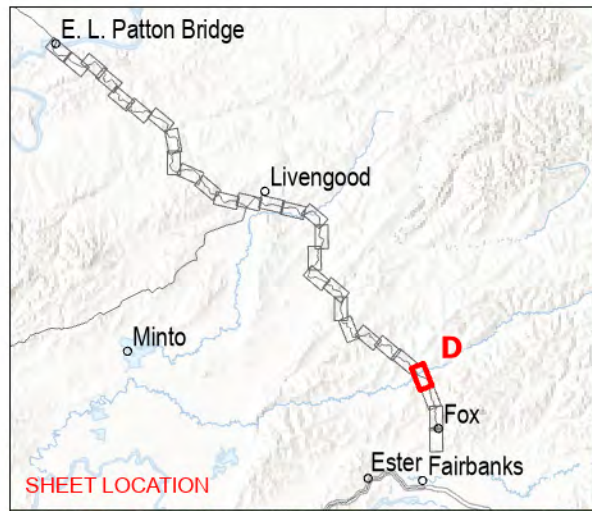 E. L. Patton Bridge
Livengood
Minto
D
Fox
Ester Fairbanks
SHEET LOCATION